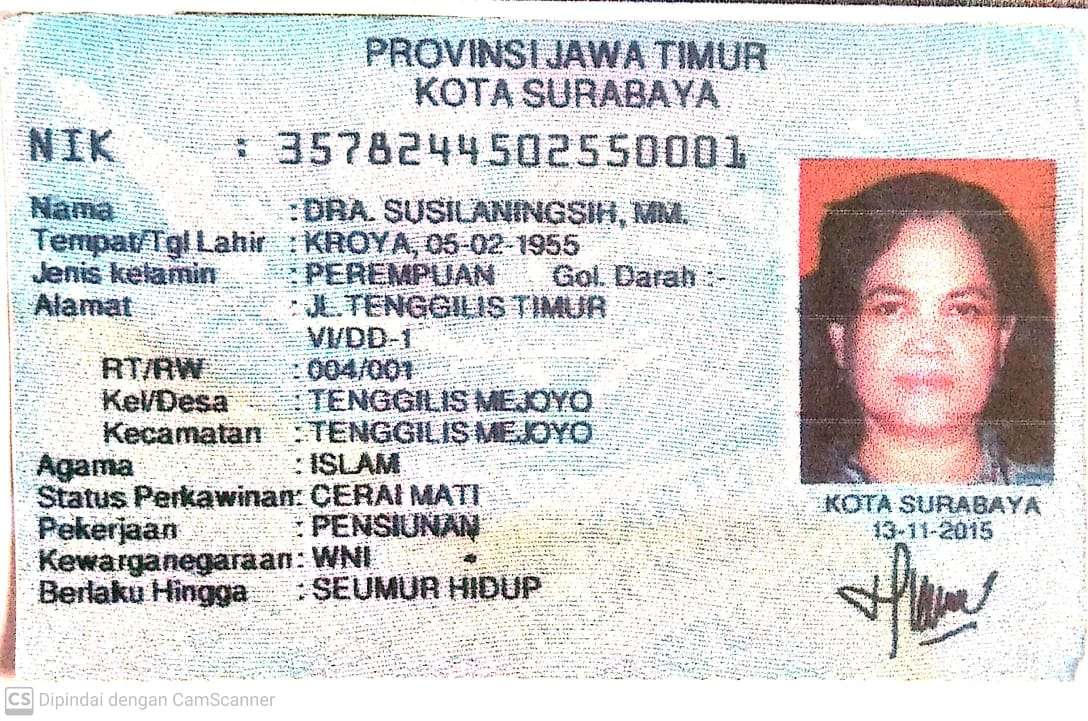 PROVINSI JAWA TIMUR
KOTA SURABAYA
NIK : 3578244502550001
Nama : DRA. SUSILANINGSIH, MM.
Tempat/Tgl Lahir : KROYA, 05-02-1955
Jenis kelamin : PEREMPUAN Gol. Darah :-
Alamat : JL.TENGGILIS TIMUR
VI/DD-1
RT/RW : 004/001
Kel/Desa : TENGGILIS MEJOYO
Kecamatan : TENGGILIS MEJOYO
Agama : ISLAM
Status Perkawinan: CERAI MATI
Pekerjaan : PENSIUNAN
Kewarganegaraan: WNI
Berlaku Hingga : SEUMUR HIDUP
KOTA SURABAYA
13-11-2015
CS Dipindai dengan CamScanner